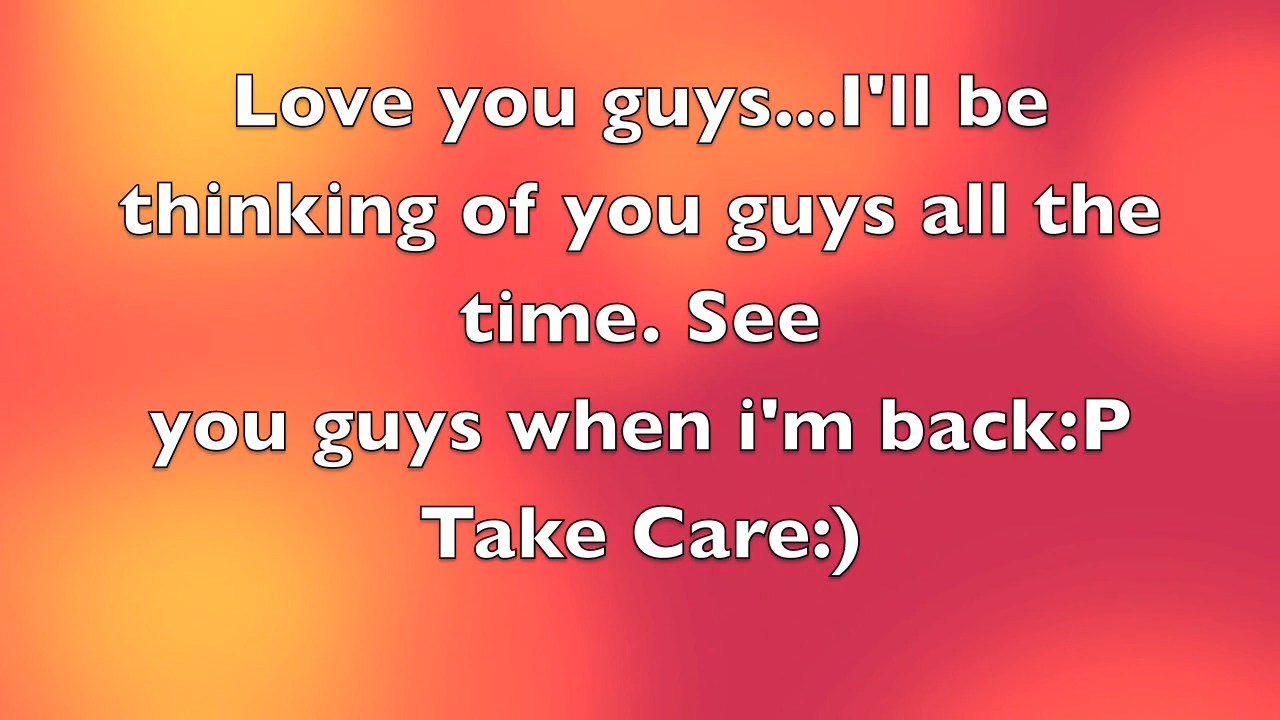 Love you guys...I'll be
thinking of you guys all the
time. See
you guys when i'm back:P
Take Care:)